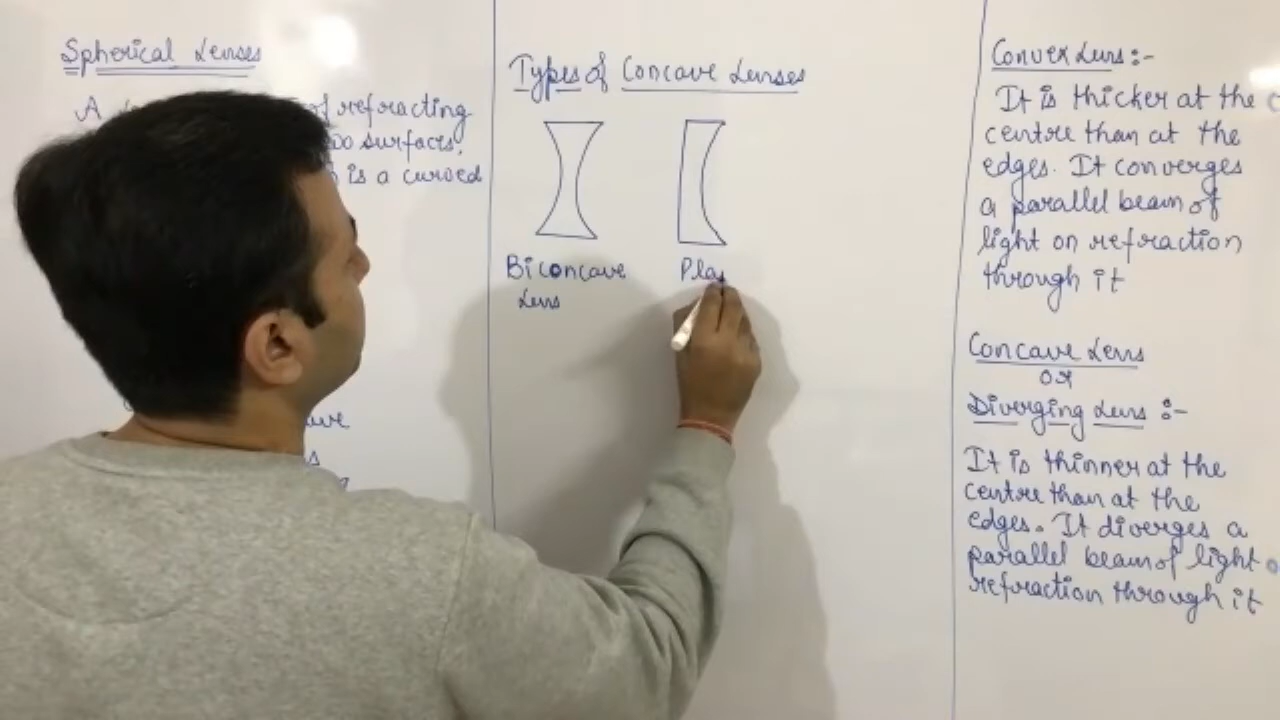 Spherical Lenses
A of refracting
surfaces.
is a curved
Types of Concave Lenses
Biconcave
Lens
Pla
Convex Lens :-
It is thicker at the
centre than at the
edges. It converges
a parallel beam of
light on refraction
through it
Concave Lens
or
Diverging Lens :-
It is thinner at the
centre than at the
edges. It diverges a
parallel beam of light
refraction through it